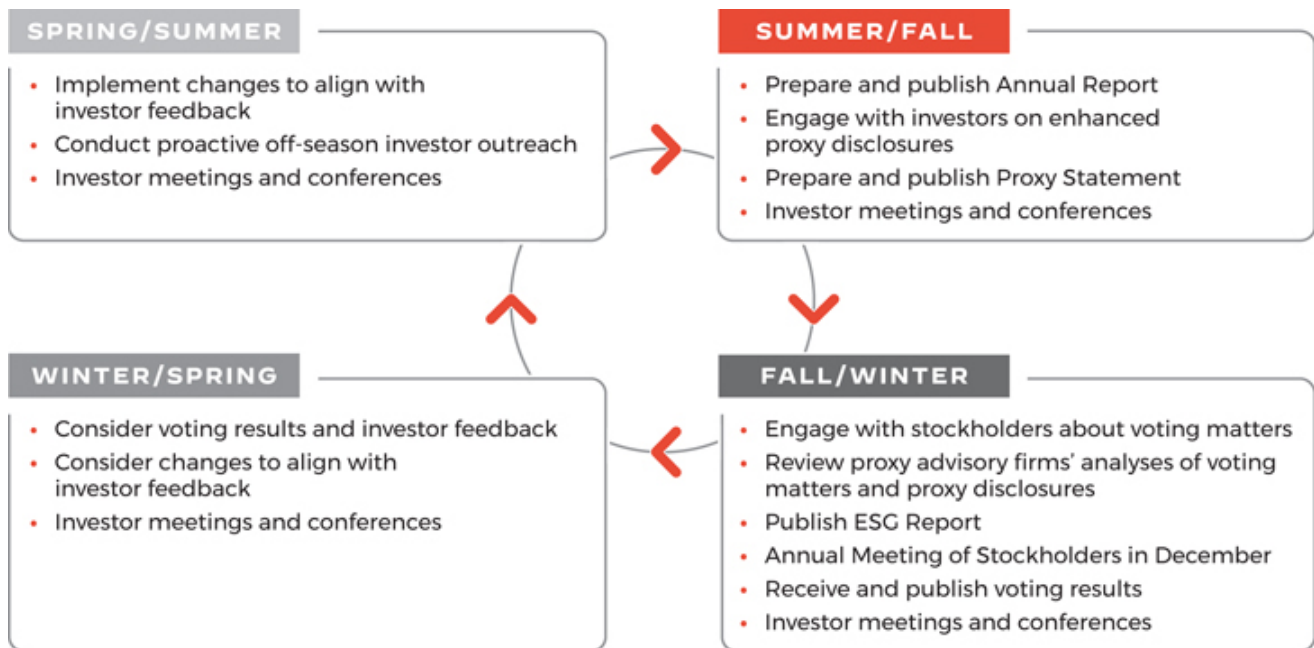 SPRING/SUMMER
• Implement changes to align with
investor feedback
• Conduct proactive off-season investor outreach
• Investor meetings and conferences
SUMMER/FALL
• Prepare and publish Annual Report
• Engage with investors on enhanced
proxy disclosures
• Prepare and publish Proxy Statement
• Investor meetings and conferences
WINTER/SPRING
• Consider voting results and investor feedback
• Consider changes to align with
investor feedback
• Investor meetings and conferences
FALL/WINTER
• Engage with stockholders about voting matters
• Review proxy advisory firms’ analyses of voting
matters and proxy disclosures
• Publish ESG Report
• Annual Meeting of Stockholders in December
• Receive and publish voting results
• Investor meetings and conferences